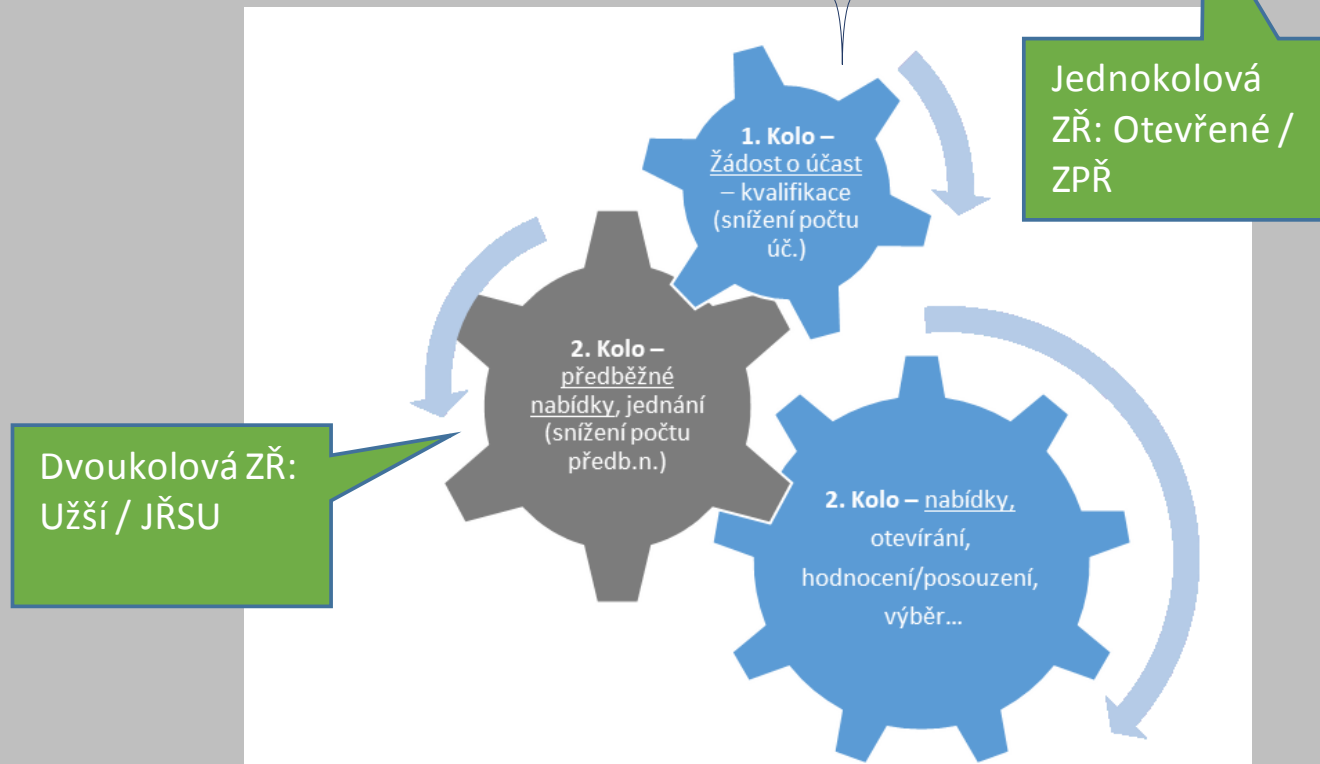 Jednokolová
ZŘ: Otevřené /
ZPŘ
1. Kolo –
Žádost o účast
– kvalifikace
(snížení počtu
úč.)
2. Kolo –
předběžné
nabídky, jednání
(snížení počtu
předb.n.)
Dvoukolová ZŘ:
Užší / JŘSU
2. Kolo – nabídky,
otevírání,
hodnocení/posouzení,
výběr…